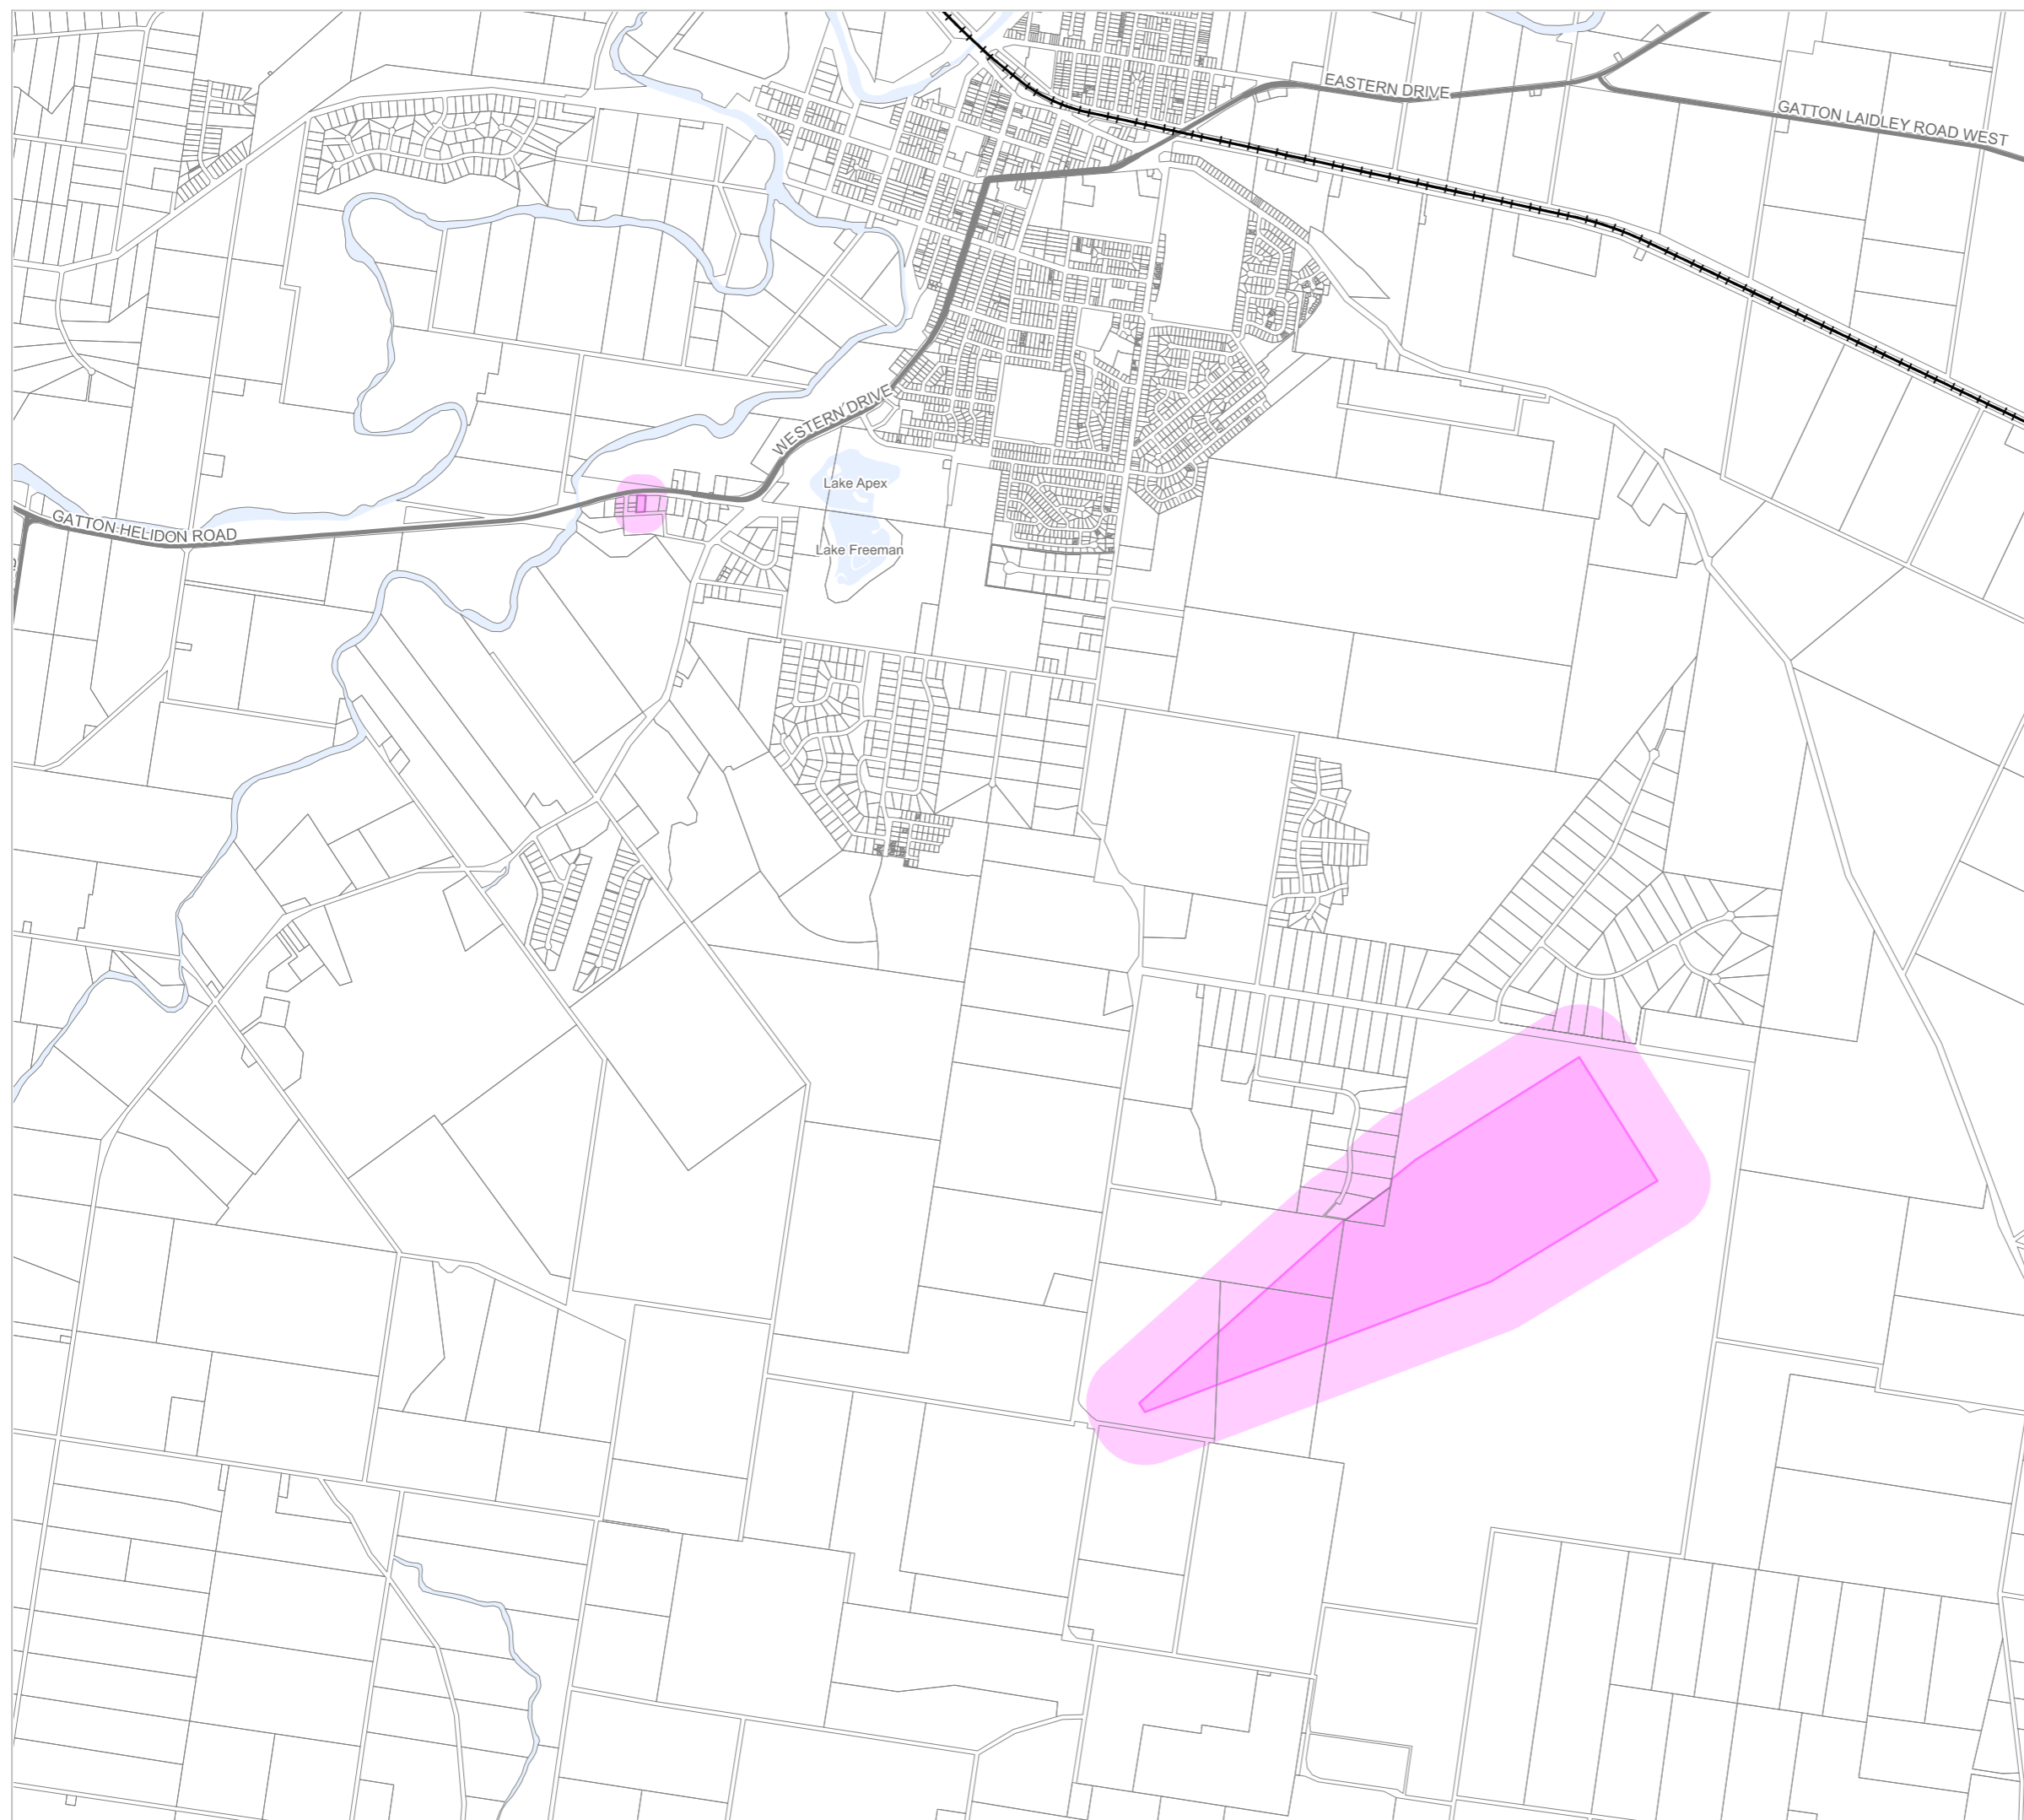 EASTERN DRIVE
GATTON LAIDLEY ROAD WEST
WESTERN DRIVE
Lake Apex
GATTON HELIDON ROAD
Lake Freeman